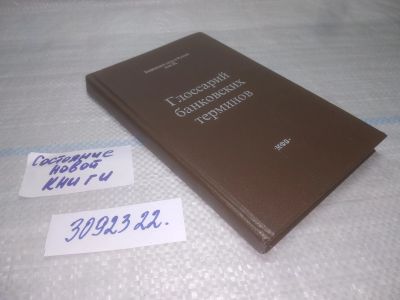 Глоссарий
банковских
терминов
Состояние
новой
книги
3092322.